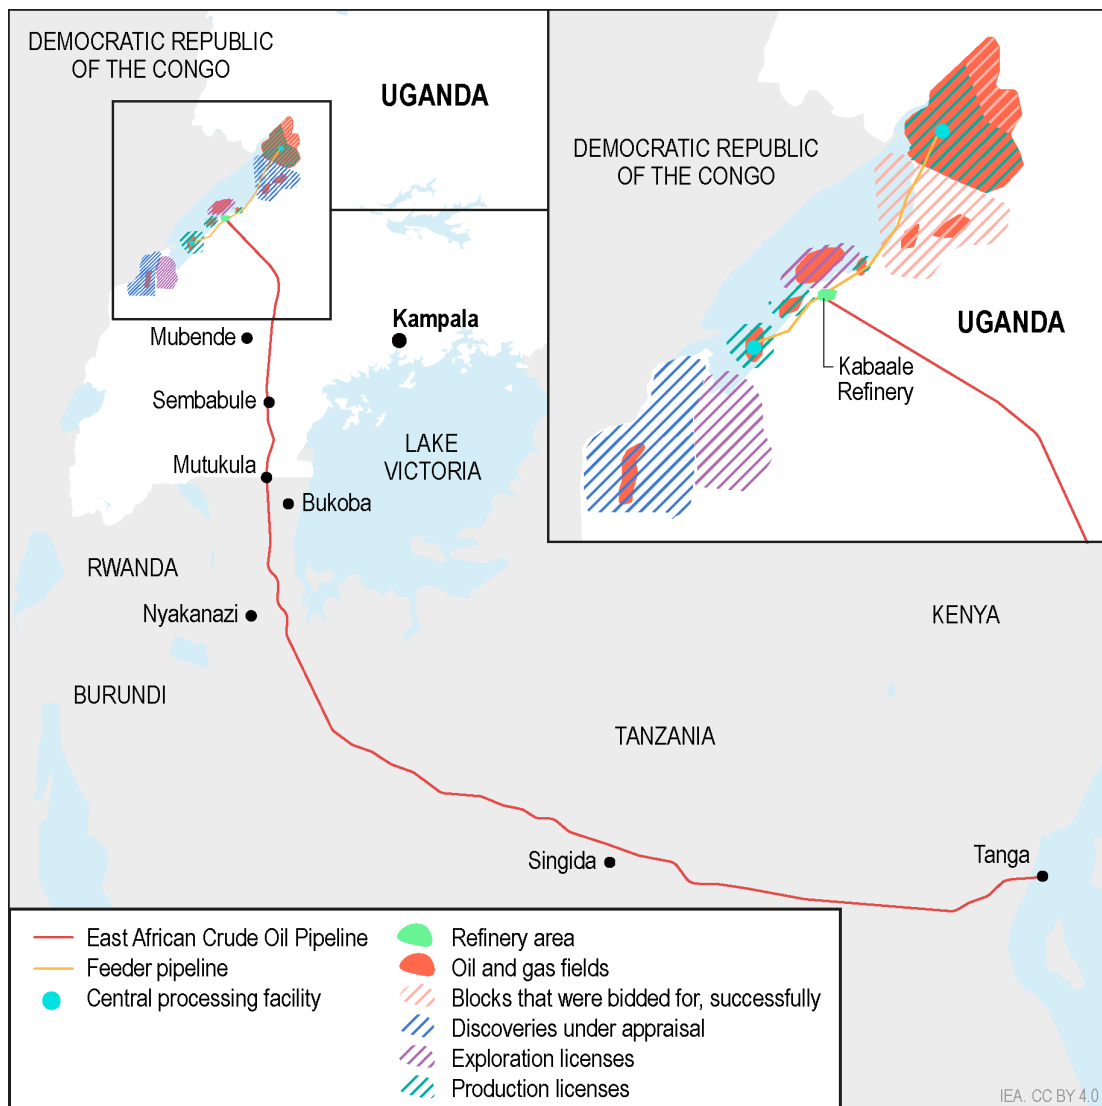 DEMOCRATIC REPUBLIC
OF THE CONGO
UGANDA
DEMOCRATIC REPUBLIC
OF THE CONGO
UGANDA
Kabaale
Refinery
Mubende
Kampala
Sembabule
LAKE
VICTORIA
Mutukula
Bukoba
RWANDA
Nyakanazi
KENYA
BURUNDI
TANZANIA
Singida
Tanga
East African Crude Oil Pipeline
Feeder pipeline
Central processing facility
Refinery area
Oil and gas fields
Blocks that were bidded for, successfully
Discoveries under appraisal
Exploration licenses
Production licenses
IEA. CC BY 4.0